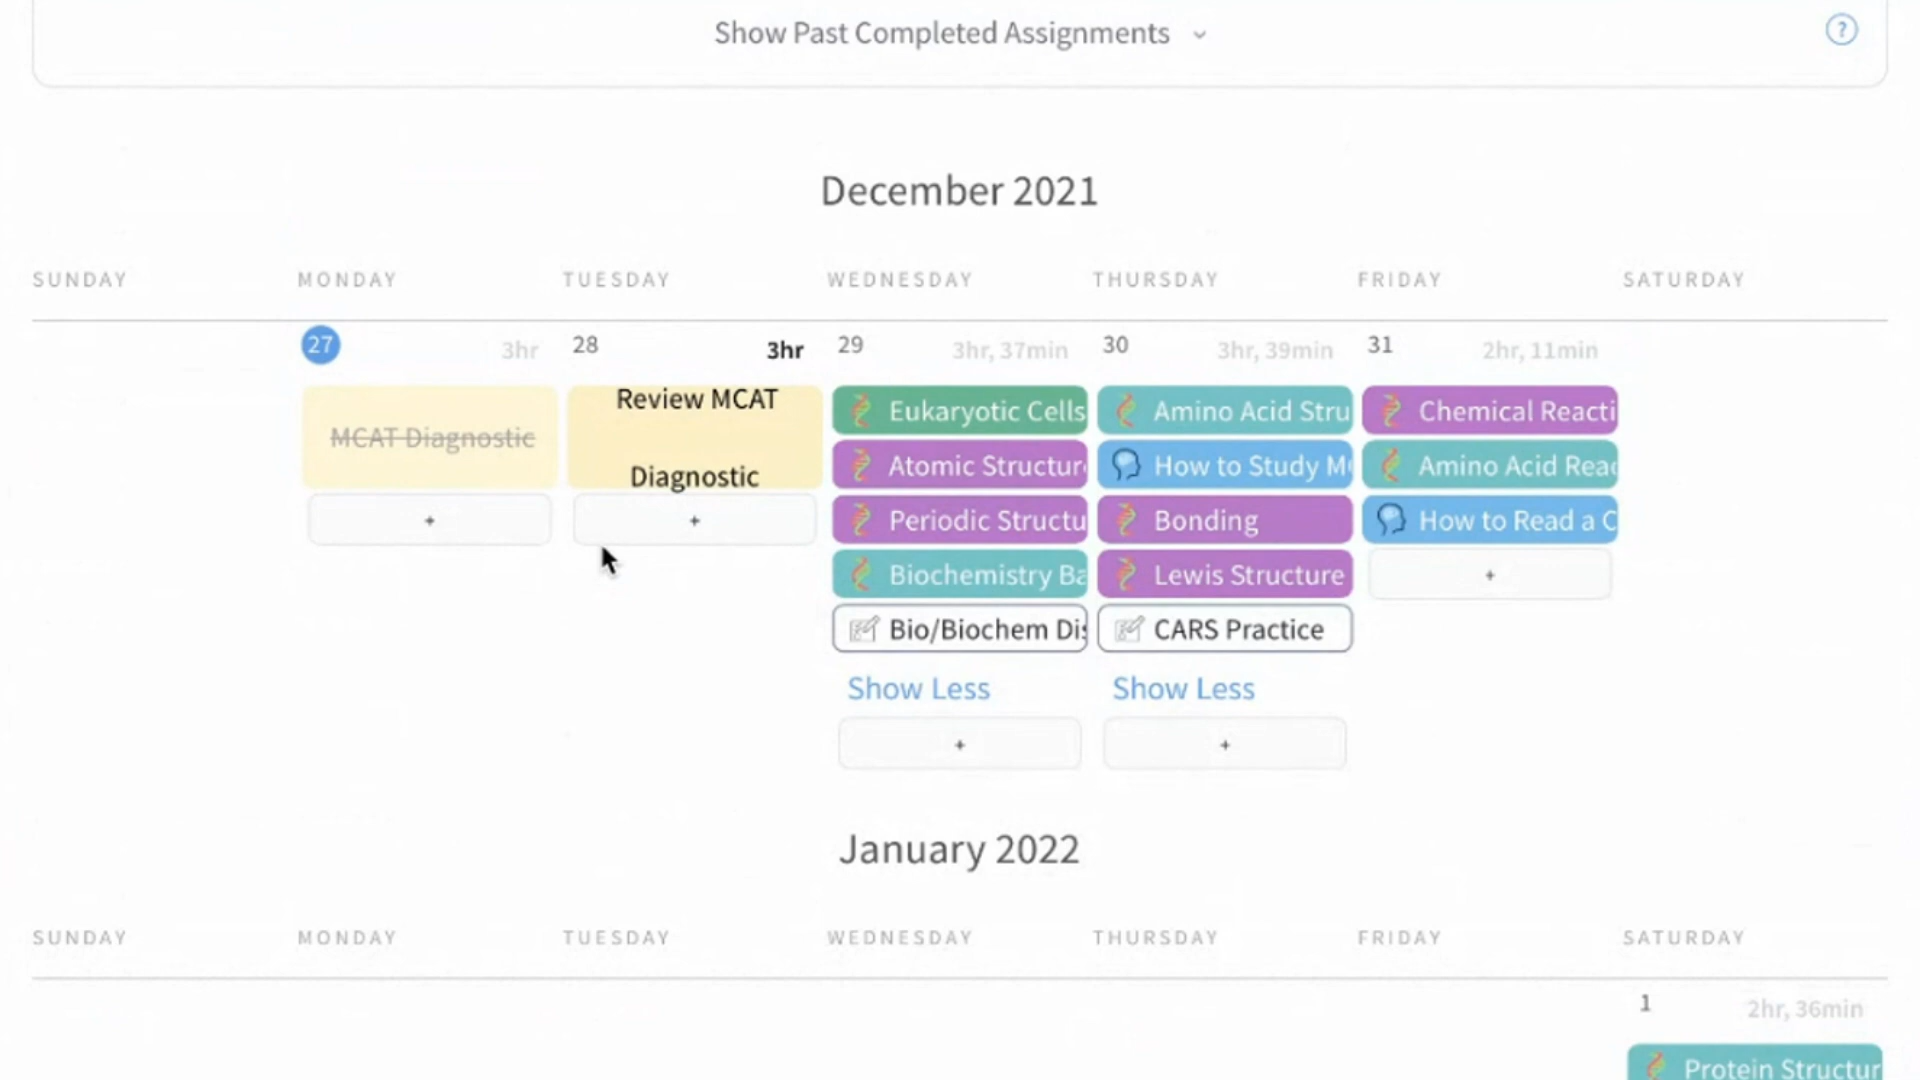 Show Past Completed Assignments
?
December 2021
SUNDAY MONDAY TUESDAY WEDNESDAY THURSDAY FRIDAY SATURDAY
27 3hr 28 3hr 29 3hr, 37min 30 3hr, 39min 31 2hr, 11min
MCAT Diagnostic
+
Review MCAT
Diagnostic
+
Eukaryotic Cells
Atomic Structur
Periodic Structu
Biochemistry Ba
Bio/Biochem Dis
Show Less
+
Amino Acid Stru
How to Study M
Bonding
Lewis Structure
CARS Practice
Show Less
+
Chemical Reacti
Amino Acid Reac
How to Read a C
+
January 2022
SUNDAY MONDAY TUESDAY WEDNESDAY THURSDAY FRIDAY SATURDAY
1 2hr, 36min
Protein Structur